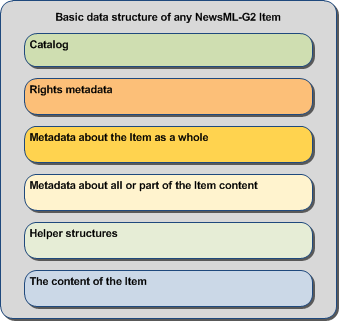 Basic data structure of any NewsML-G2 Item
Catalog
Rights metadata
Metadata about the Item as a whole
Metadata about all or part of the Item content
Helper structures
The content of the Item